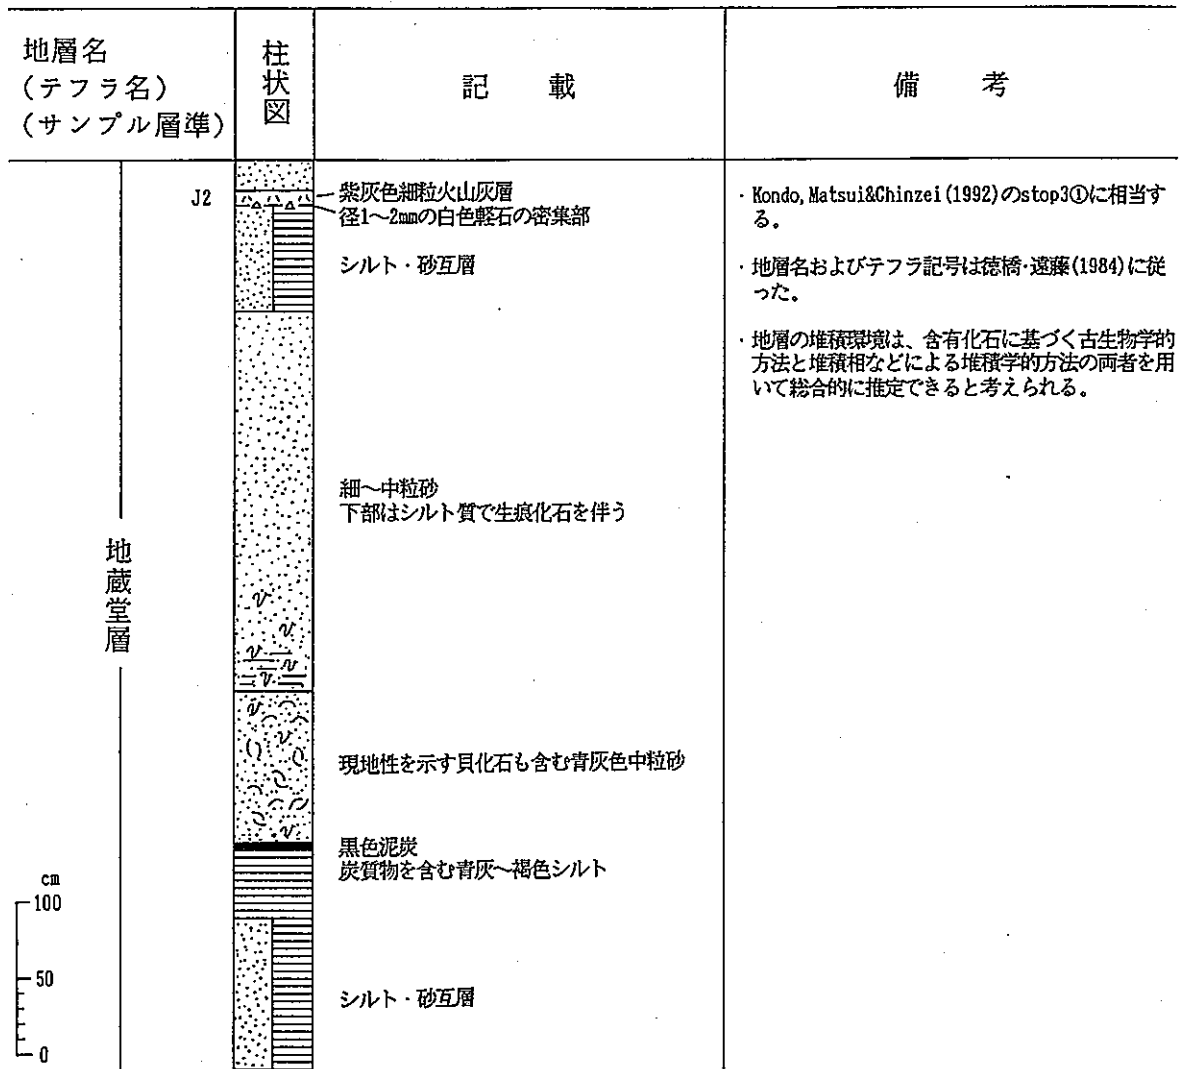 地層名
(テフラ名)
(サンプル層準)
柱状図
記 載
備 考
J2
紫灰色細粒火山灰層
径1~2mmの白色軽石の密集部
シルト・砂互層
細~中粒砂
下部はシルト質で生痕化石を伴う
現地性を示す貝化石も含む青灰色中粒砂
黒色泥炭
炭質物を含む青灰~褐色シルト
シルト・砂互層
・Kondo,Matsui&Chinzei(1992)のstop3①に相当す
る。
・地層名およびテフラ記号は徳橋・遠藤(1984)に従
った。
・地層の堆積環境は、含有化石に基づく古生物学的
方法と堆積相などによる堆積学的方法の両者を用
いて総合的に推定できると考えられる。
地蔵堂層
cm
100
50
0